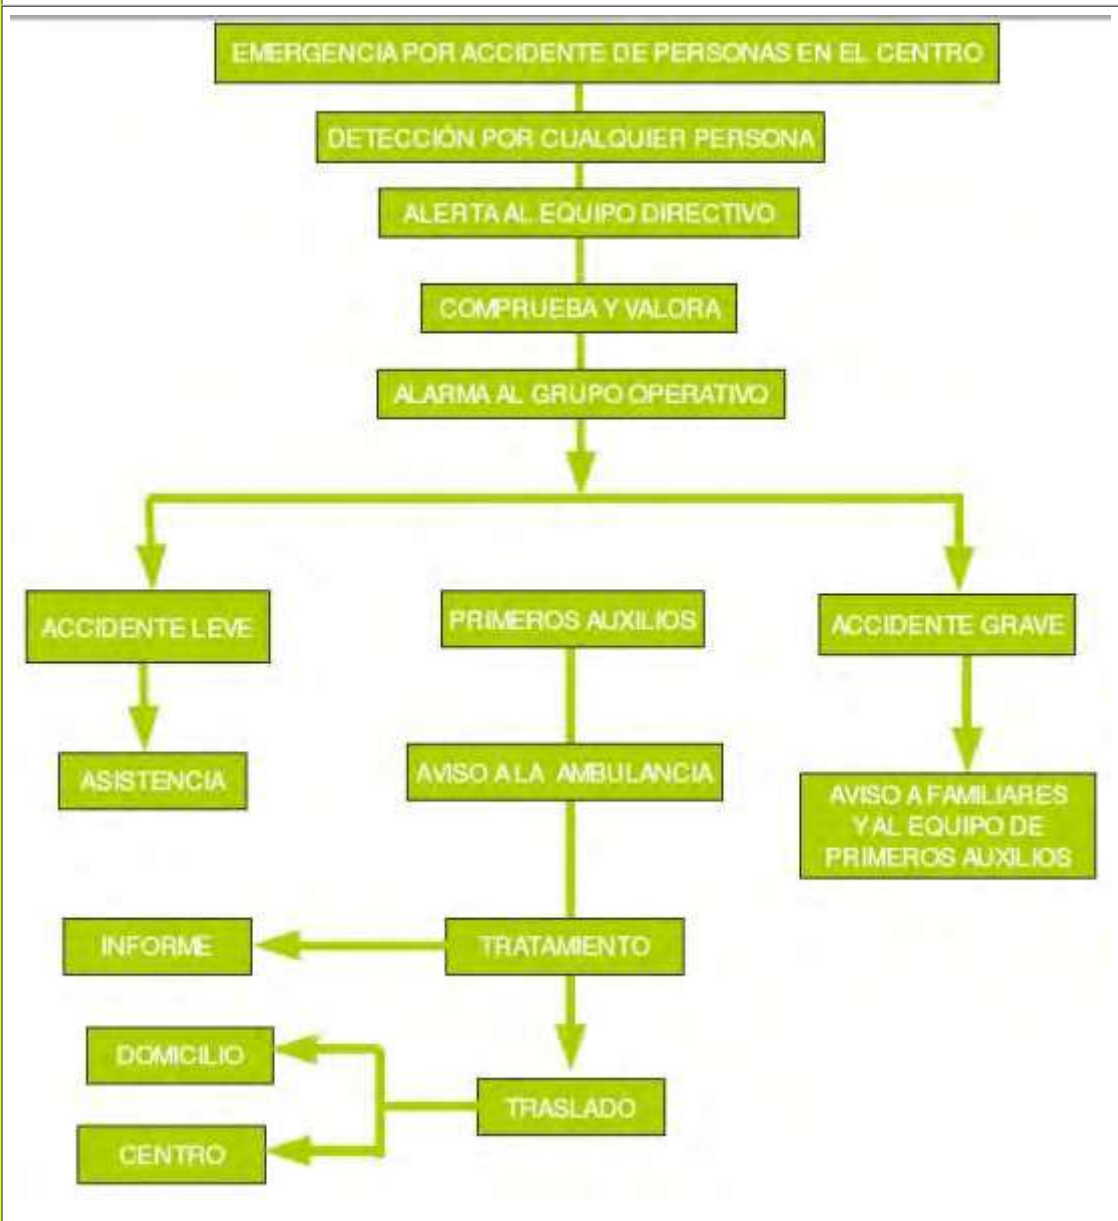 EMERGENCIA POR ACCIDENTE DE PERSONAS EN EL CENTRO
DETECCIÓN POR CUALQUIER PERSONA
ALERTA AL EQUIPO DIRECTIVO
COMPRUEBA Y VALORA
ALARMA AL GRUPO OPERATIVO
ACCIDENTE LEVE
PRIMEROS AUXILIOS
ACCIDENTE GRAVE
ASISTENCIA
AVISO A LA AMBULANCIA
AVISO A FAMILIARES
Y AL EQUIPO DE
PRIMEROS AUXILIOS
INFORME
TRATAMIENTO
DOMICILIO
TRASLADO
CENTRO